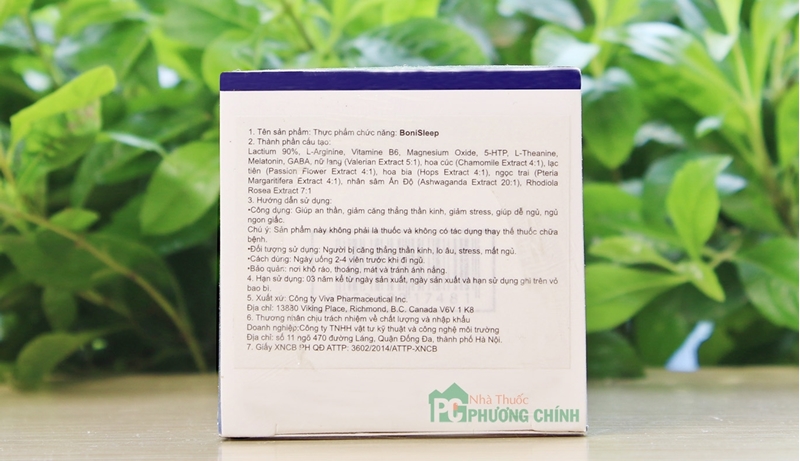 1. Tên sản phẩm: Thực phẩm chức năng: BoniSleep
2. Thành phần cấu tạo:
Lactium 90%, L-Arginine, Vitamine B6, Magnesium Oxide, 5-HTP, L-Theanine,
Melatonin, GABA, nữ lang (Valerian Extract 5:1), hoa cúc (Chamomile Extract 4:1), lạc
tiên (Passion Flower Extract 4:1), hoa bia (Hops Extract 4:1), ngọc trai (Pteria
Margaritifera Extract 4:1), nhân sâm Ấn Độ (Ashwaganda Extract 20:1), Rhodiola
Rosea Extract 7:1
3. Hướng dẫn sử dụng:
•Công dụng: Giúp an thần, giảm căng thẳng thần kinh, giảm stress, giúp dễ ngủ, ngủ
ngon giấc.
Chú ý: Sản phẩm này không phải là thuốc và không có tác dụng thay thế thuốc chữa
bệnh.
•Đối tượng sử dụng: Người bị căng thẳng thần kinh, lo âu, stress, mất ngủ.
•Cách dùng: Ngày uống 2-4 viên trước khi đi ngủ.
•Bảo quản: nơi khô ráo, thoáng, mát và tránh ánh nắng.
4. Hạn sử dụng: 03 năm kể từ ngày sản xuất, ngày sản xuất và hạn sử dụng ghi trên vỏ
bao bì.
5. Xuất xứ: Công ty Viva Pharmaceutical Inc.
Địa chỉ: 13880 Viking Place, Richmond, B.C. Canada V6V 1 K8
6. Thương nhân chịu trách nhiệm về chất lượng và nhập khẩu
Doanh nghiệp:Công ty TNHH vật tư kỹ thuật và công nghệ môi trường
Địa chỉ: số 11 ngõ 470 đường Láng, Quận Đống Đa, thành phố Hà Nội.
7. Giấy XNCB PH QĐ ATTP: 3602/2014/ATTP-XNCB
PC Nhà Thuốc
PHƯƠNG CHÍNH